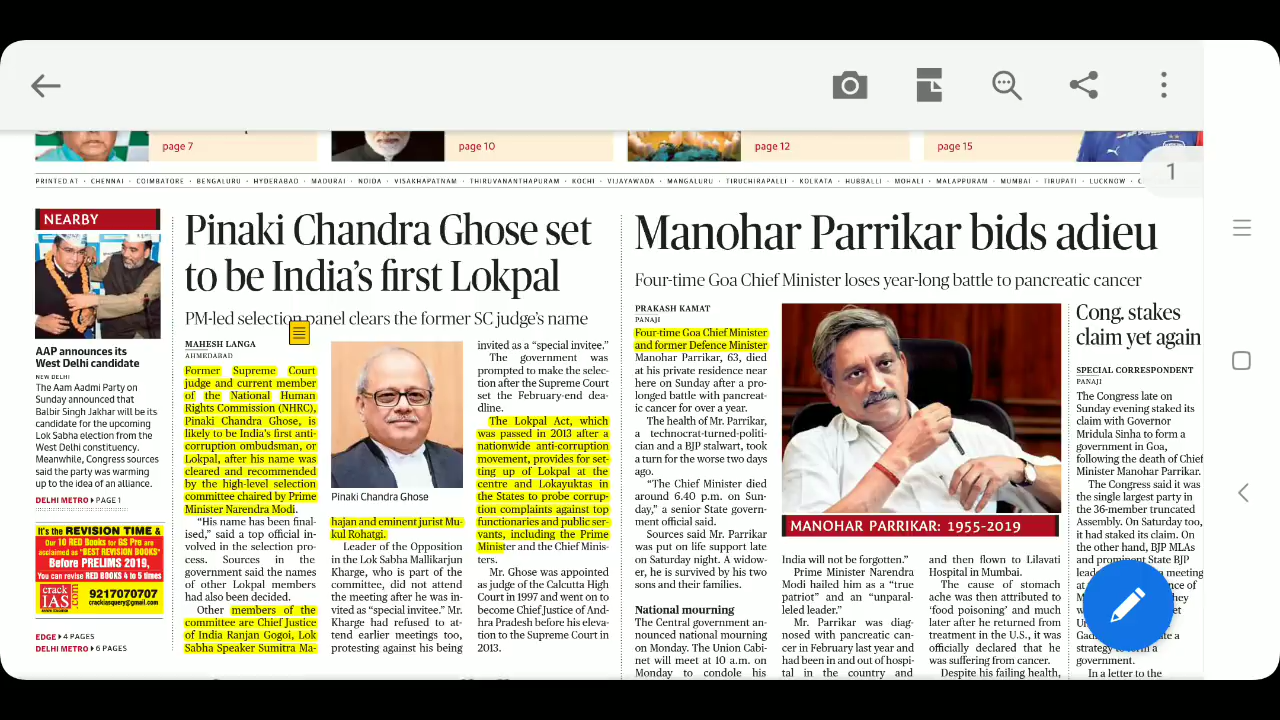 page 7
page 10
page 12
page 15
1
PRINTED AT · CHENNAI · COIMBATORE · BENGALURU · HYDERABAD · MADURAI · NOIDA · VISAKHAPATNAM · THIRUVANANTHAPURAM · KOCHI · VIJAYAWADA · MANGALURU · TIRUCHIRAPALLI · KOLKATA · HUBBALLI · MOHALI · MALAPPURAM · MUMBAI · TIRUPATI · LUCKNOW ·
NEARBY
AAP announces its
West Delhi candidate
NEW DELHI
The Aam Aadmi Party on
Sunday announced that
Balbir Singh Jakhar will be its
candidate for the upcoming
Lok Sabha election from the
West Delhi constituency.
Meanwhile, Congress sources
said the party was warming
up to the idea of an alliance.
DELHI METRO PAGE 1
It's the REVISION TIME &
Our 10 RED Books for GS Pre are
acclaimed as "BEST REVISION BOOKS"
Before PRELIMS 2019,
You can revise RED BOOKS 4 to 5 times
crack
IAS
.com
9217070707
crackiasquery@gmail.com
EDGE 4 PAGES
DELHI METRO 6 PAGES
Pinaki Chandra Ghose set
to be India's first Lokpal
PM-led selection panel clears the former SC judge's name
MAHESH LANGA
AHMEDABAD
Former Supreme Court
judge and current member
of the National Human
Rights Commission (NHRC),
Pinaki Chandra Ghose, is
likely to be India's first anti-
corruption ombudsman, or
Lokpal, after his name was
cleared and recommended
by the high-level selection
committee chaired by Prime
Minister Narendra Modi.
"His name has been final-
ised," said a top official in-
volved in the selection pro-
cess. Sources in the
government said the names
of other Lokpal members
had also been decided.
Other members of the
committee are Chief Justice
of India Ranjan Gogoi, Lok
Sabha Speaker Sumitra Ma-
Pinaki Chandra Ghose
hajan and eminent jurist Mu-
kul Rohatgi.
Leader of the Opposition
in the Lok Sabha Mallikarjun
Kharge, who is part of the
committee, did not attend
the meeting after he was in-
vited as "special invitee." Mr.
Kharge had refused to at-
tend earlier meetings too,
protesting against his being
invited as a "special invitee."
The government was
prompted to make the selec-
tion after the Supreme Court
set the February-end dea-
dline.
The Lokpal Act, which
was passed in 2013 after a
nationwide anti-corruption
movement, provides for set-
ting up of Lokpal at the
centre and Lokayuktas in
the States to probe corrup-
tion complaints against top
functionaries and public ser-
vants, including the Prime
Minister and the Chief Minis-
ters.
Mr. Ghose was appointed
as judge of the Calcutta High
Court in 1997 and went on to
become Chief Justice of And-
hra Pradesh before his eleva-
tion to the Supreme Court in
2013.
Manohar Parrikar bids adieu
Four-time Goa Chief Minister loses year-long battle to pancreatic cancer
PRAKASH KAMAT
PANAJI
Four-time Goa Chief Minister
and former Defence Minister
Manohar Parrikar, 63, died
at his private residence near
here on Sunday after a pro-
longed battle with pancreat-
ic cancer for over a year.
The health of Mr. Parrikar,
a technocrat-turned-politi-
cian and a BJP stalwart, took
a turn for the worse two days
ago.
"The Chief Minister died
around 6.40 p.m. on Sun-
day," a senior State govern-
ment official said.
Sources said Mr. Parrikar
was put on life support late
on Saturday night. A widow-
er, he is survived by his two
sons and their families.
National mourning
The Central government an-
nounced national mourning
on Monday. The Union Cabi-
net will meet at 10 a.m. on
Monday to condole his
MANOHAR PARRIKAR: 1955-2019
India will not be forgotten."
Prime Minister Narendra
Modi hailed him as a "true
patriot" and an "unparal-
leled leader."
Mr. Parrikar was diag-
nosed with pancreatic can-
cer in February last year and
had been in and out of hospi-
tal in the country and
and then flown to Lilavati
Hospital in Mumbai.
The cause of stomach
ache was then attributed to
'food poisoning' and much
later after he returned from
treatment in the U.S., it was
officially declared that he
was suffering from cancer.
Despite his failing health,
Cong. stakes
claim yet again
SPECIAL CORRESPONDENT
PANAJI
The Congress late on
Sunday evening staked its
claim with Governor
Mridula Sinha to form a
government in Goa,
following the death of Chief
Minister Manohar Parrikar.
The Congress said it was
the single largest party in
the 36-member truncated
Assembly. On Saturday too,
it had staked its claim. On
the other hand, BJP MLAs
and prominent State BJP
meeting
of
strategy to form a
government.
In a letter to the